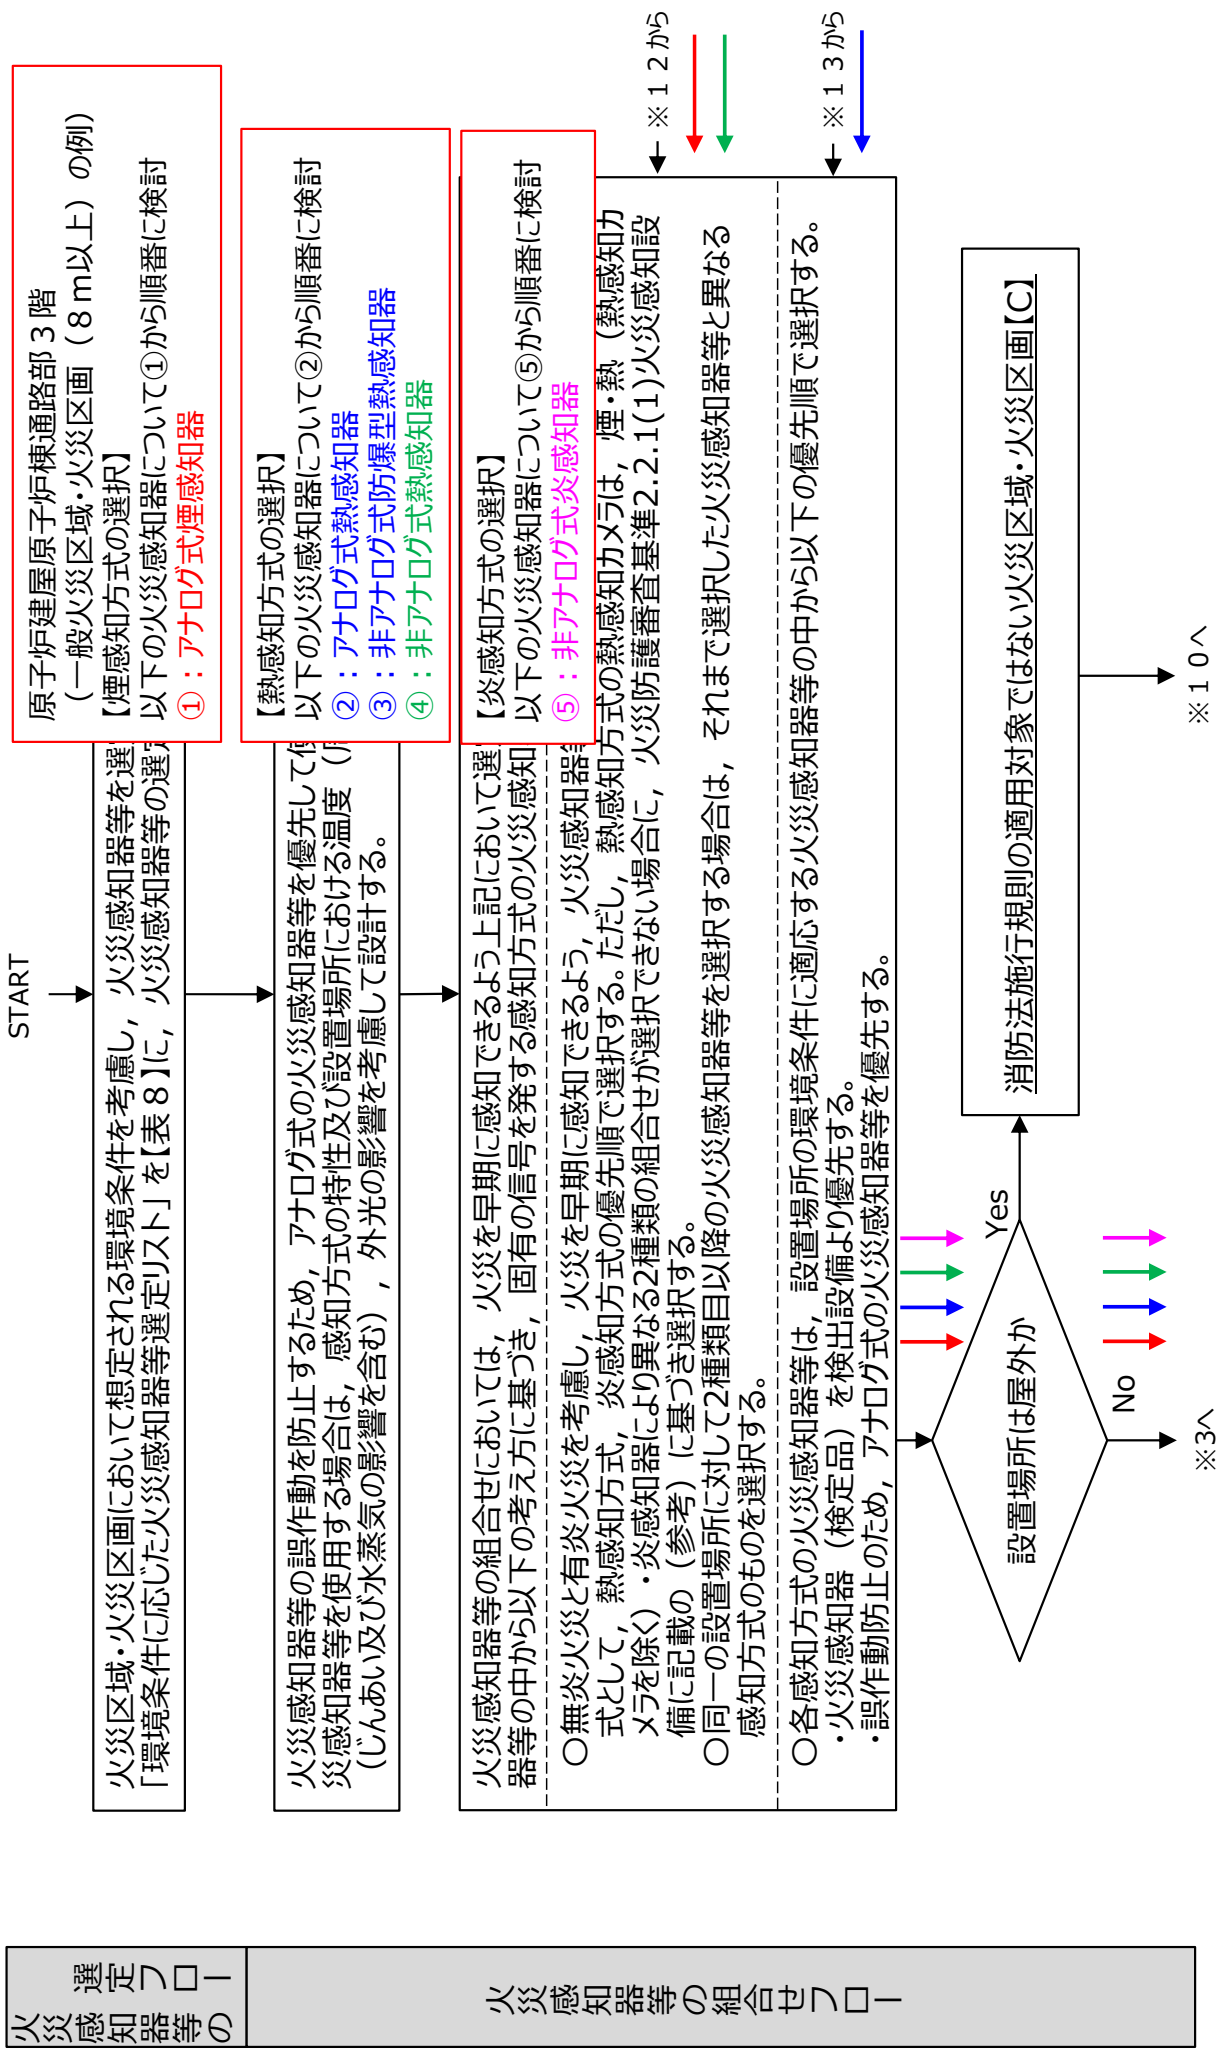 火災感知器等の
選定フロー
火災感知器等の組合せフロー
START
火災区域・火災区画において想定される環境条件を考慮し，火災感知器等を選
「環境条件に応じた火災感知器等選定リスト」を【表８】に，火災感知器等の選定
原子炉建屋原子炉棟通路部３階
（一般火災区域・火災区画（８ｍ以上）の例）
【煙感知方式の選択】
以下の火災感知器について①から順番に検討
①：アナログ式煙感知器
火災感知器等の誤作動を防止するため，アナログ式の火災感知器等を優先して使
災感知器等を使用する場合は，感知方式の特性及び設置場所における温度（
（じんあい及び水蒸気の影響を含む），外光の影響を考慮して設計する。
【熱感知方式の選択】
以下の火災感知器について②から順番に検討
②：アナログ式熱感知器
③：非アナログ式防爆型熱感知器
④：非アナログ式熱感知器
火災感知器等の組合せにおいては，火災を早期に感知できるよう上記において選
器等の中から以下の考え方に基づき，固有の信号を発する感知方式の火災感知
【炎感知方式の選択】
以下の火災感知器について⑤から順番に検討
⑤：非アナログ式炎感知器
〇無炎火災と有炎火災を考慮し，火災を早期に感知できるよう，火災感知器等
式として，熱感知方式，炎感知方式の優先順で選択する。ただし，熱感知方式の熱感知カメラは，煙・熱（熱感知カ
メラを除く）・炎感知器により異なる2種類の組合せが選択できない場合に，火災防護審査基準2.2.1(1)火災感知設
備に記載の（参考）に基づき選択する。
〇同一の設置場所に対して2種類目以降の火災感知器等を選択する場合は，それまで選択した火災感知器等と異なる
感知方式のものを選択する。
※１２から
〇各感知方式の火災感知器等は，設置場所の環境条件に適応する火災感知器等の中から以下の優先順で選択する。
・火災感知器（検定品）を検出設備より優先する。
・誤作動防止のため，アナログ式の火災感知器等を優先する。
※１３から
設置場所は屋外か
Yes
No
消防法施行規則の適用対象ではない火災区域・火災区画【C】
※3へ
※１０へ